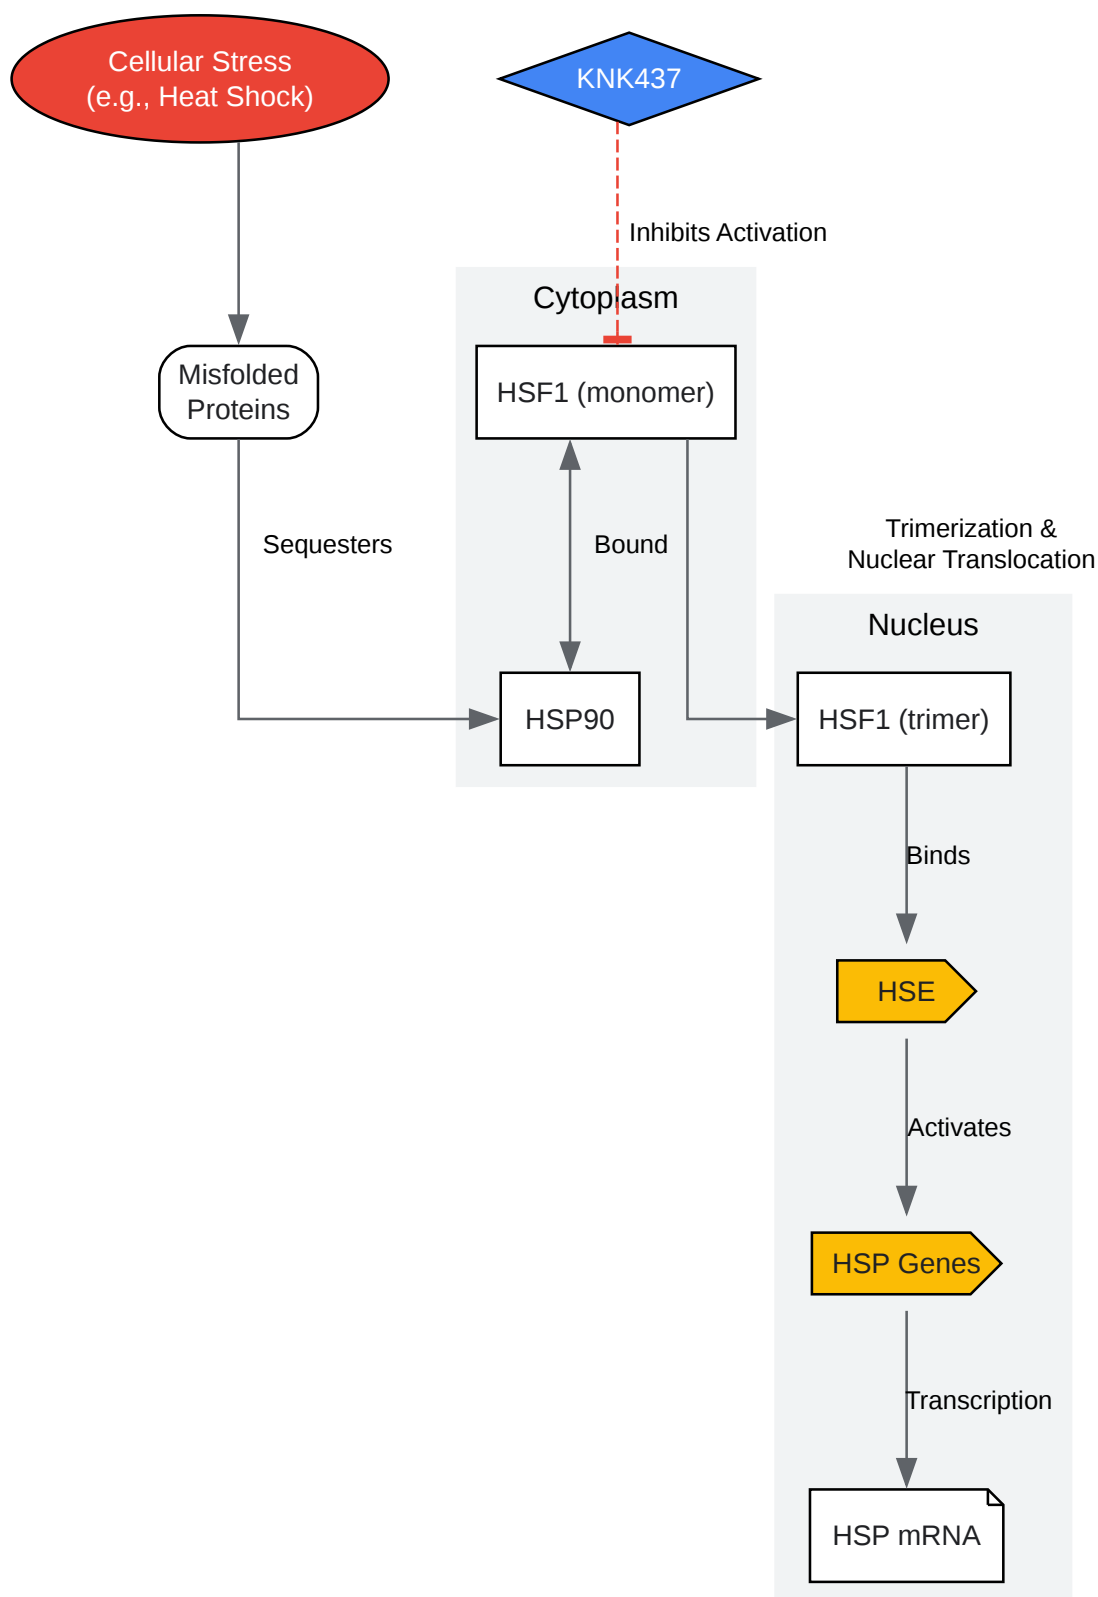 Cellular Stress
(e.g., Heat Shock)
KNK437
Inhibits Activation
Cytoplasm
Misfolded
Proteins
HSF1 (monomer)
Sequesters
Bound
Trimerization &
Nuclear Translocation
Nucleus
HSP90
HSF1 (trimer)
Binds
HSE
Activates
HSP Genes
Transcription
HSP mRNA